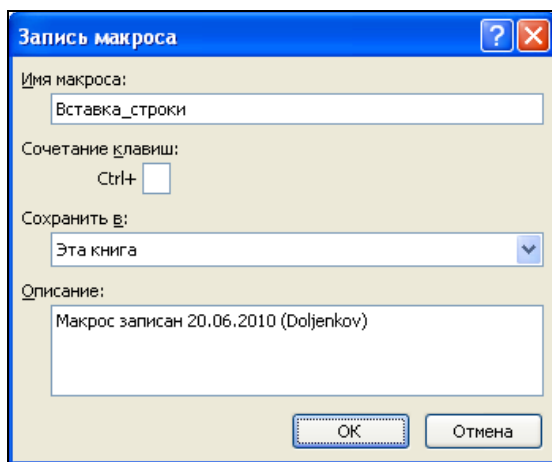 Запись макроса
Имя макроса:
Вставка_строки
Сочетание клавиш:
Ctrl+
Сохранить в:
Эта книга
Описание:
Макрос записан 20.06.2010 (Doljenkov)
ОК Отмена